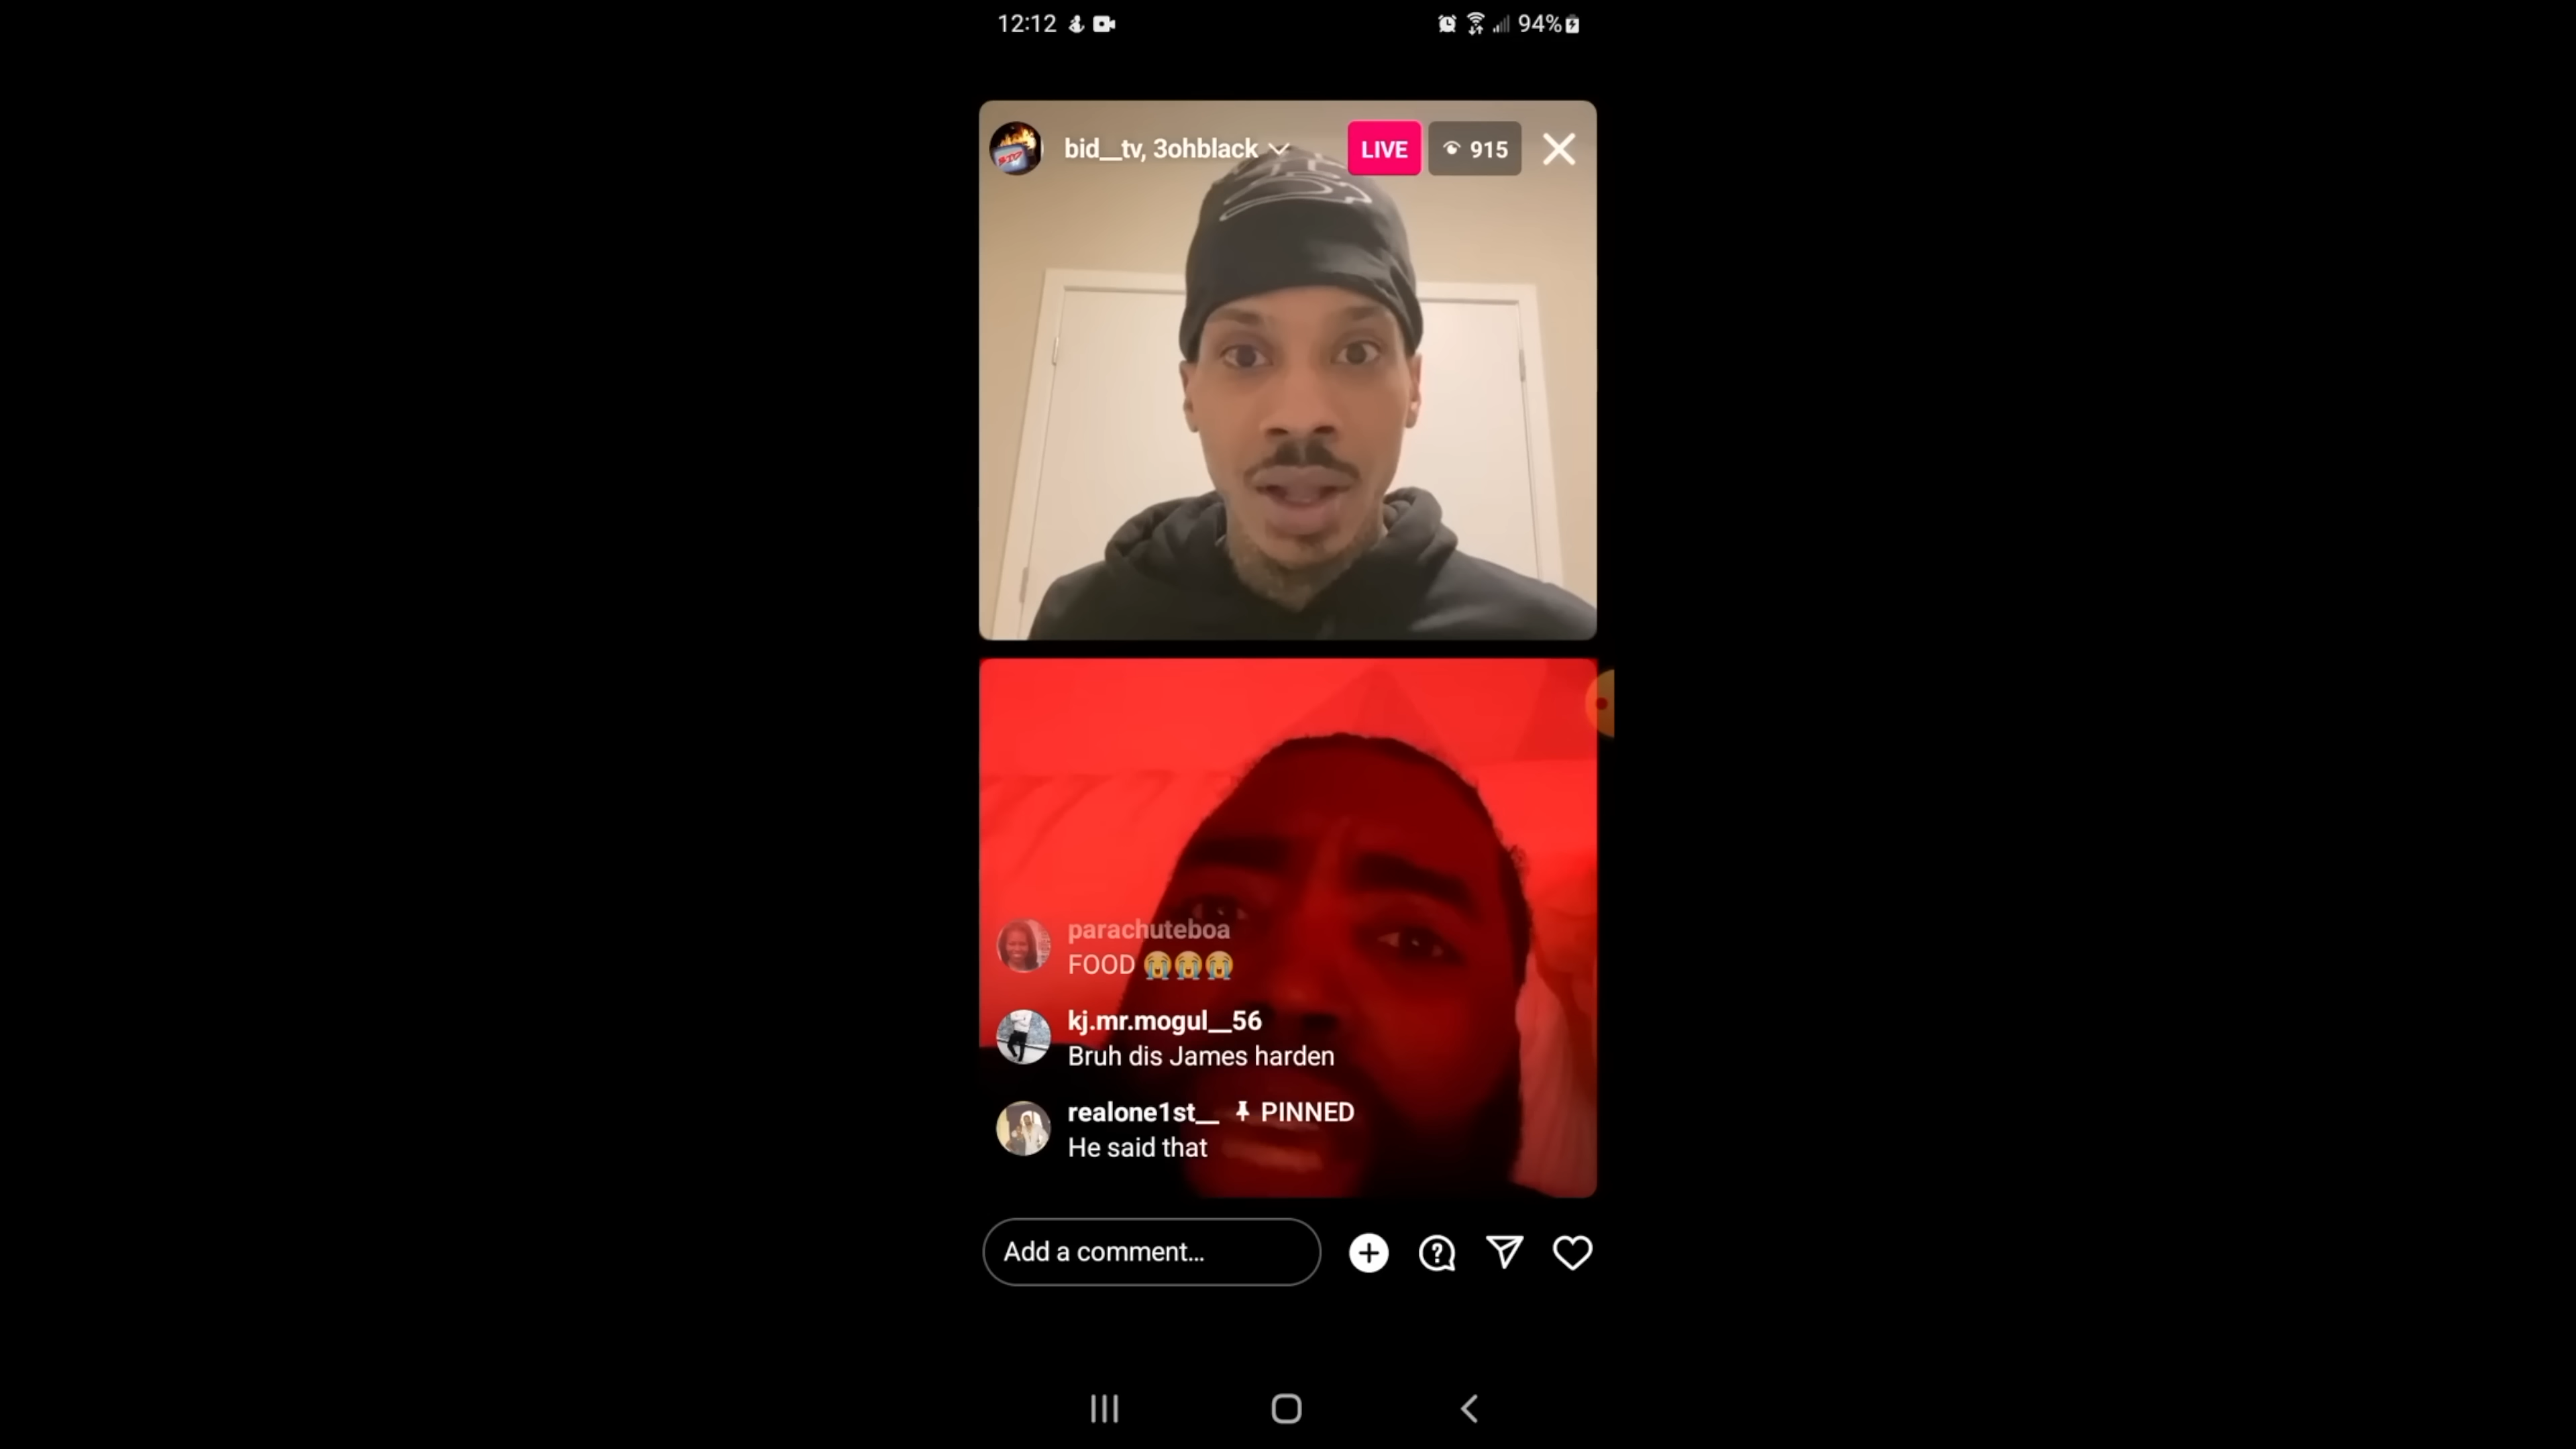 12:12
94%
bid__tv, 3ohblack
LIVE
915
parachuteboa
FOOD 😭😭😭
kj.mr.mogul__56
Bruh dis James harden
realone1st__ PINNED
He said that
Add a comment...